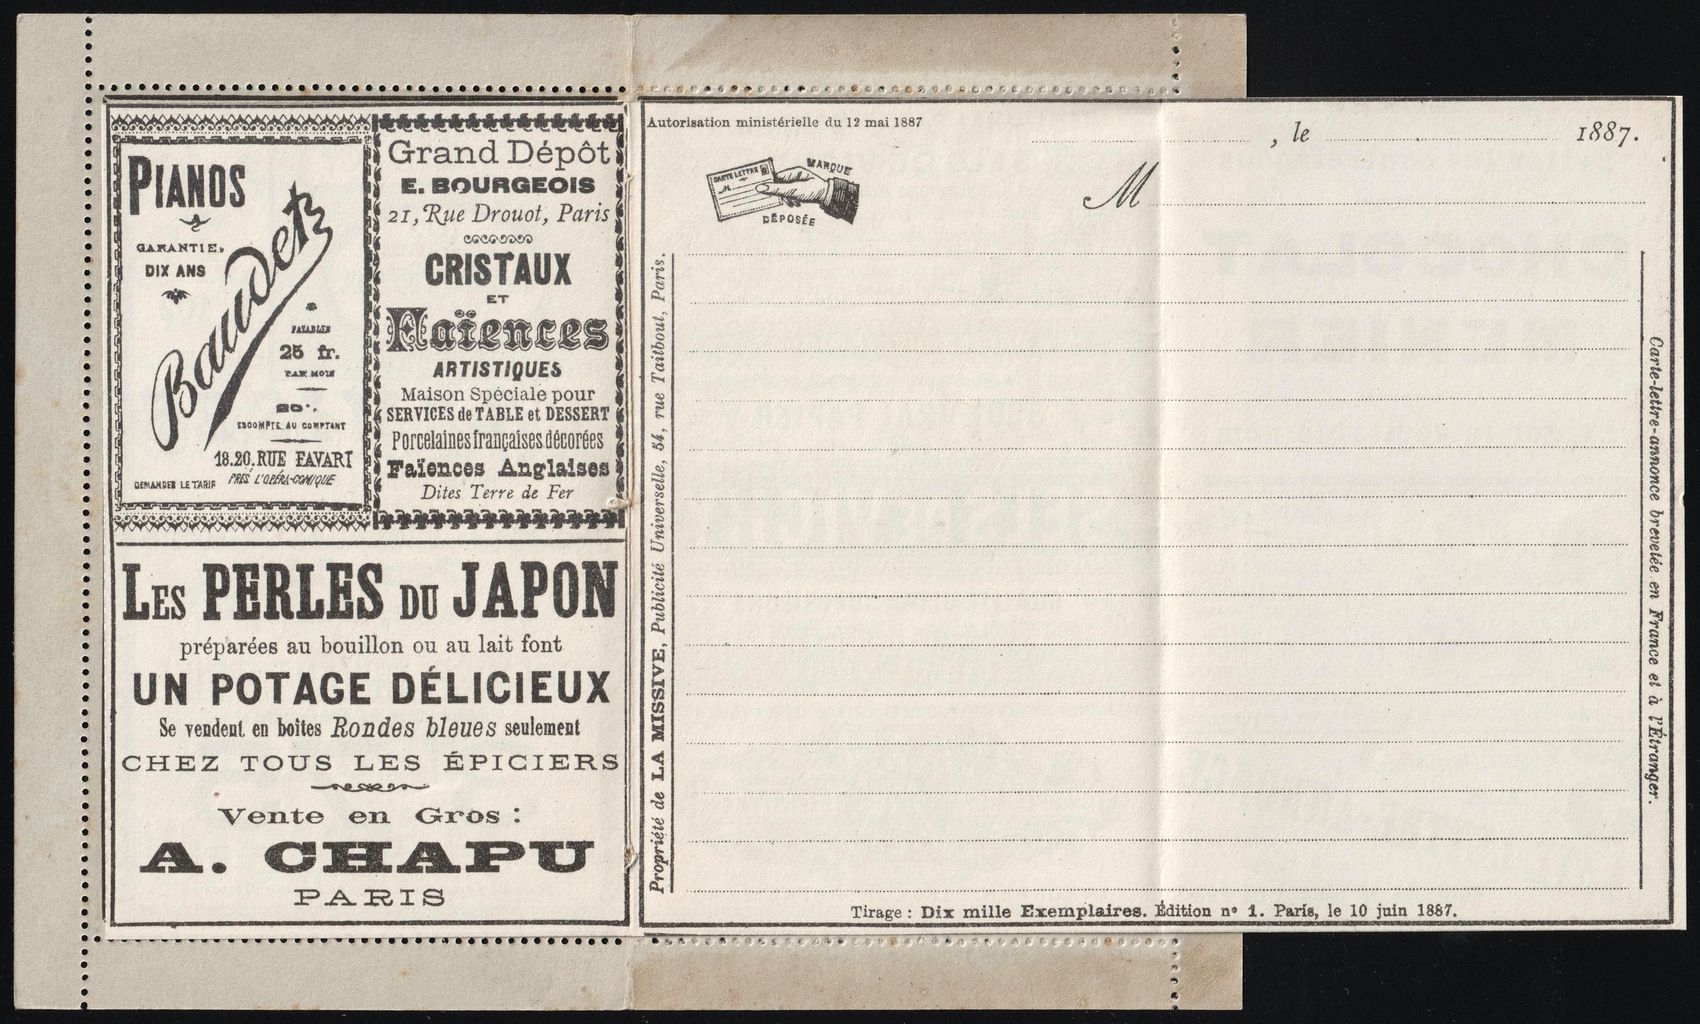 PIANOS
GARANTIE
DIX ANS
Baudet
PAYABLES
25 fr.
PAR MOIS
ESCOMPTE AU COMPTANT
18.20. RUE FAVART
PRÈS L'OPÉRA-COMIQUE
DEMANDER LE TARIF
Grand Dépôt
E. BOURGEOIS
21, Rue Drouot, Paris
CRISTAUX
ET
Faïences
ARTISTIQUES
Maison Spéciale pour
SERVICES de TABLE et DESSERT
Porcelaines françaises décorées
Faïences Anglaises
Dites Terre de Fer
LES PERLES DU JAPON
préparées au bouillon ou au lait font
UN POTAGE DÉLICIEUX
Se vendent en boîtes Rondes bleues seulement
CHEZ TOUS LES ÉPICIERS
Vente en Gros :
A. CHAPU
PARIS
Autorisation ministérielle du 12 mai 1887
, le 1887.
CARTE LETTRE
M
MARQUE
DÉPOSÉE
M
Propriété de LA MISSIVE, Publicité Universelle, 54, rue Taitbout, Paris.
Carte-lettre-annonce brevetée en France et à l'Étranger.
Tirage : Dix mille Exemplaires. Édition n° 1. Paris, le 10 juin 1887.